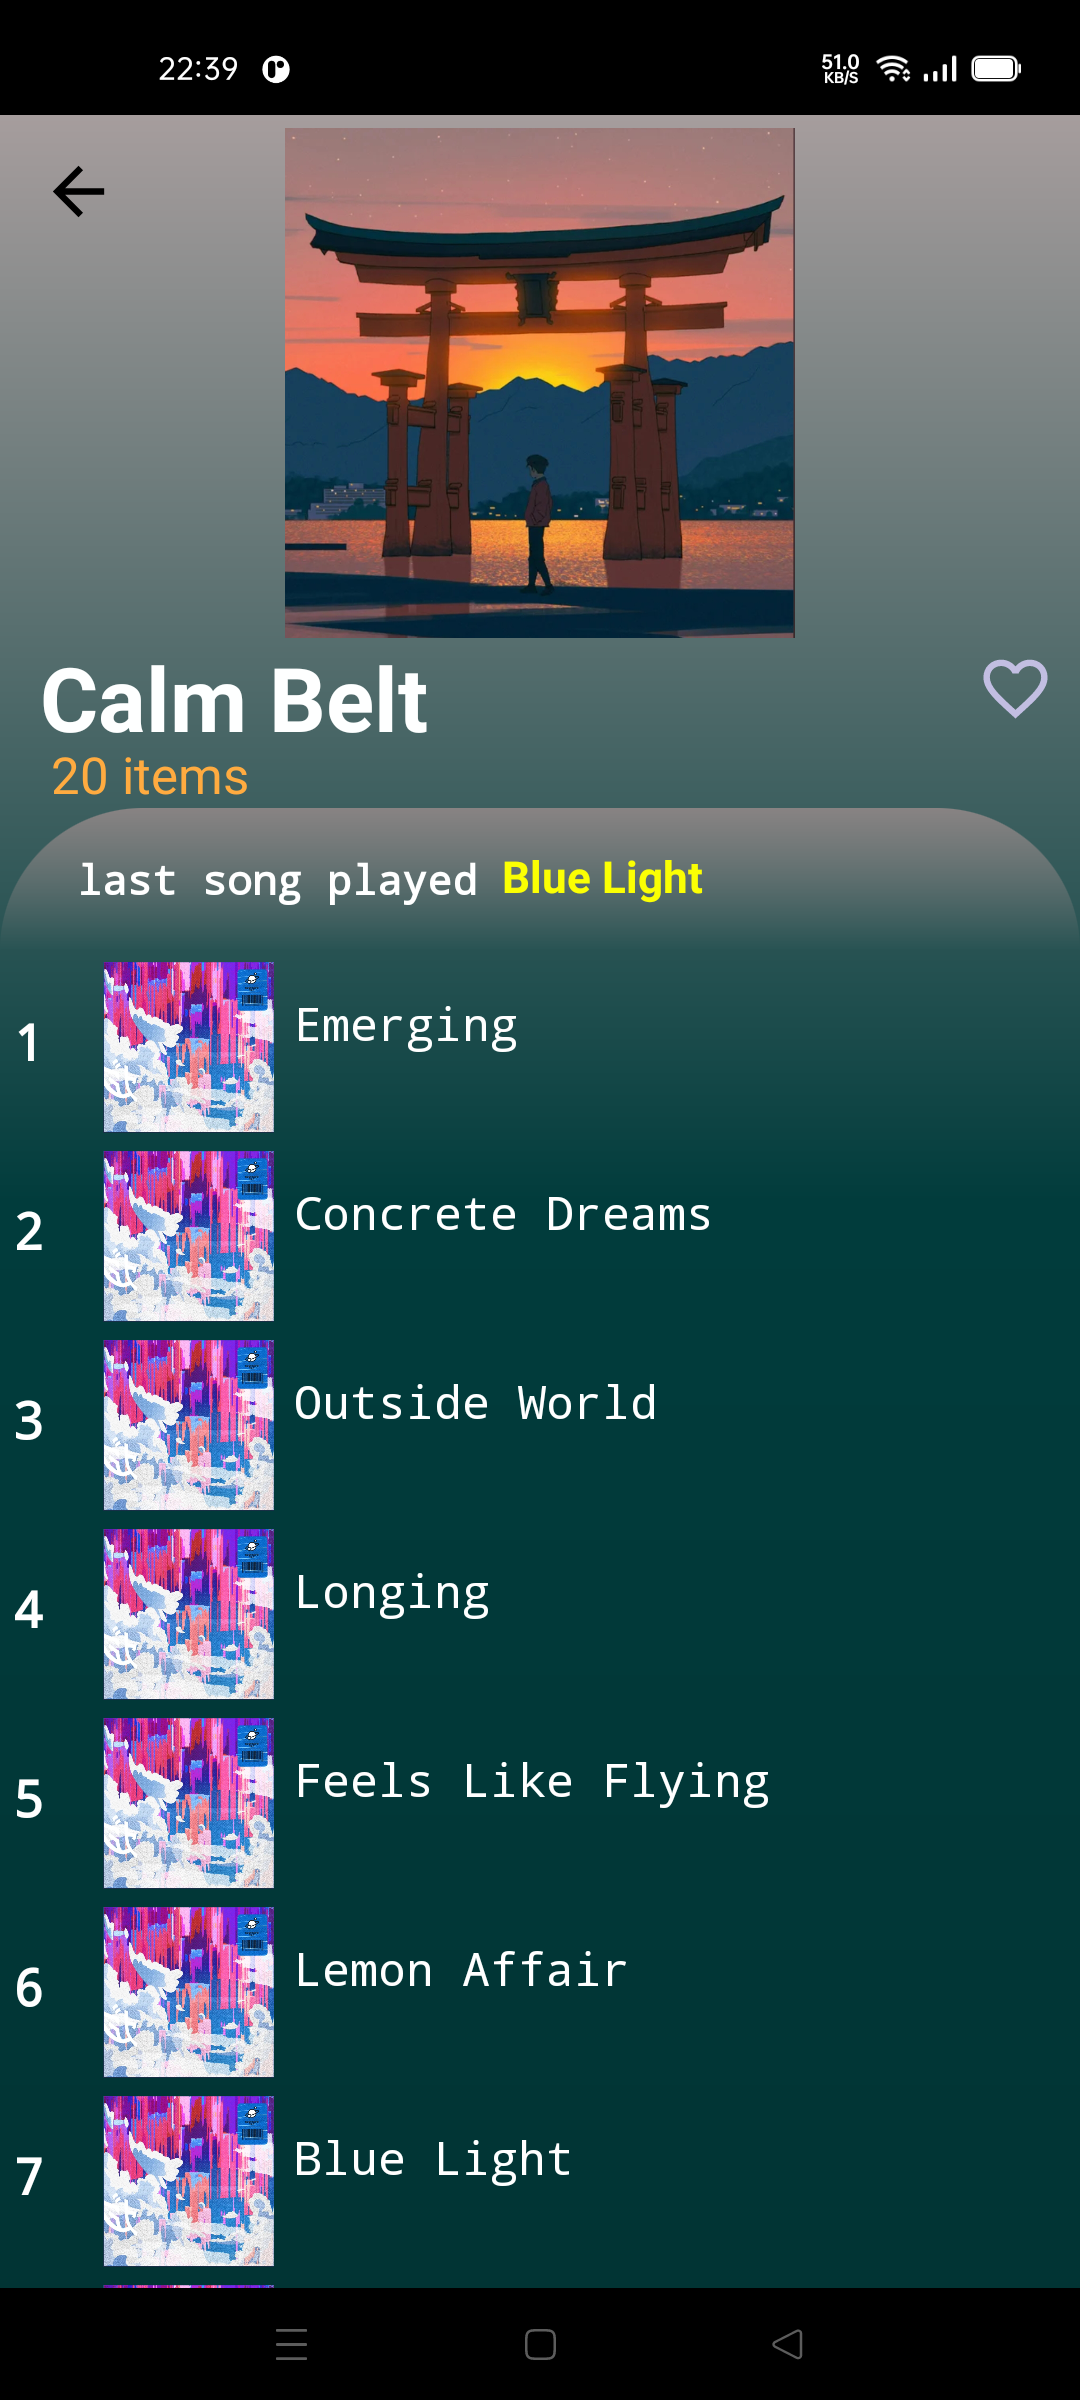 22:39
51.0
KB/S
Calm Belt
20 items
last song played Blue Light
1 Emerging
2 Concrete Dreams
3 Outside World
4 Longing
5 Feels Like Flying
6 Lemon Affair
7 Blue Light